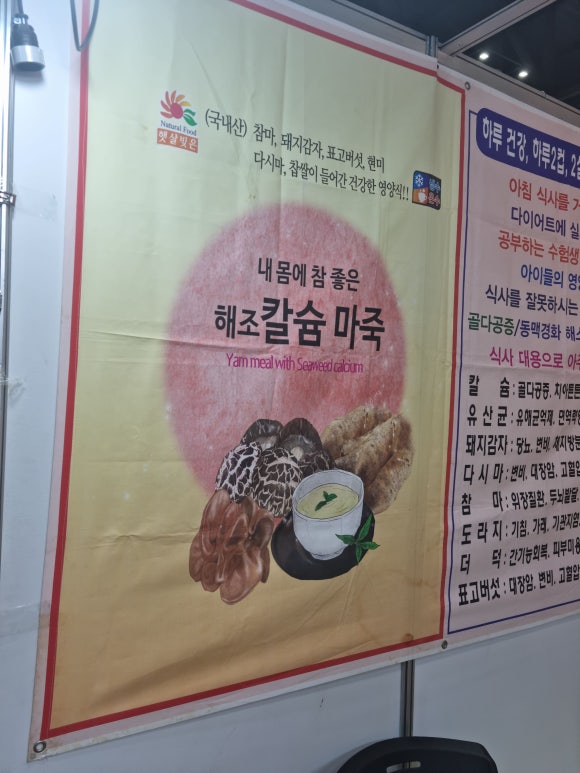 Natural Food
햇살빛은
(국내산) 참마, 돼지감자, 표고버섯, 현미
다시마, 찹쌀이 들어간 건강한 영양식!!
내 몸에 참 좋은
해조칼슘 마죽
Yam meal with Seaweed calcium
하루 건강, 하루2컵,
아침 식사를
다이어트에
공부하는 수험생
아이들의
식사를 잘못하시는
골다공증/동맥경화
식사 대용으로
칼 슘 : 골다공증, 치아튼튼
유 산 균 : 유해균억제,
돼지감자 : 당뇨, 변비,
다 시 마 : 변비, 대장암, 고혈압
참 마 : 위장질환, 두뇌발달
도 라 지 : 기침, 가래, 기관지염
더 덕 : 간기능회복, 피부미용
표고버섯 : 대장암, 변비, 고혈압